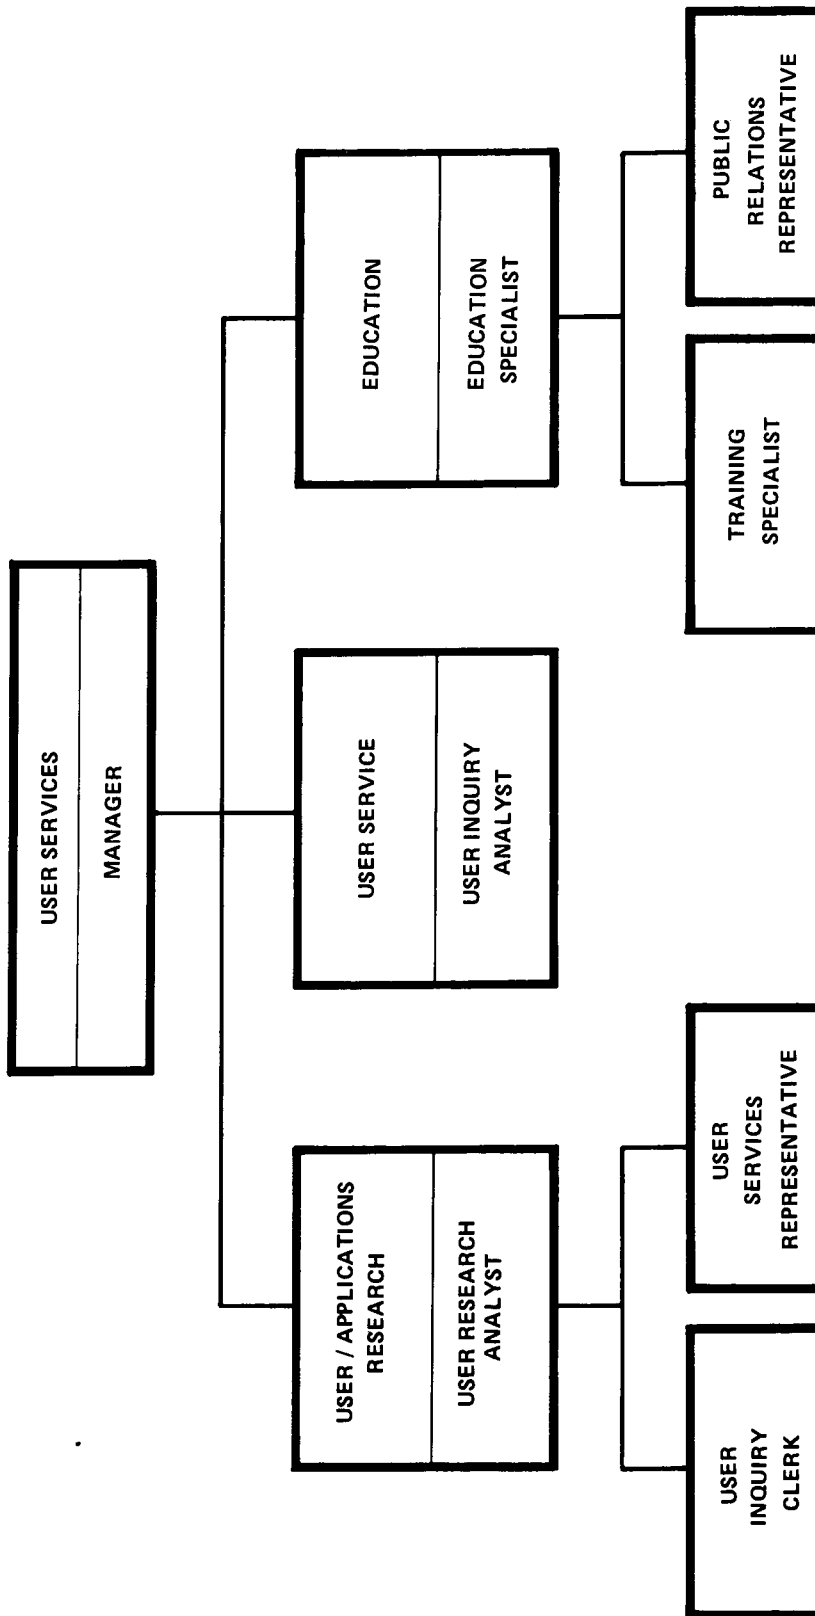 USER SERVICES
MANAGER
USER / APPLICATIONS
RESEARCH
USER RESEARCH
ANALYST
USER SERVICE
USER INQUIRY
ANALYST
EDUCATION
EDUCATION
SPECIALIST
USER
INQUIRY
CLERK
USER
SERVICES
REPRESENTATIVE
TRAINING
SPECIALIST
PUBLIC
RELATIONS
REPRESENTATIVE